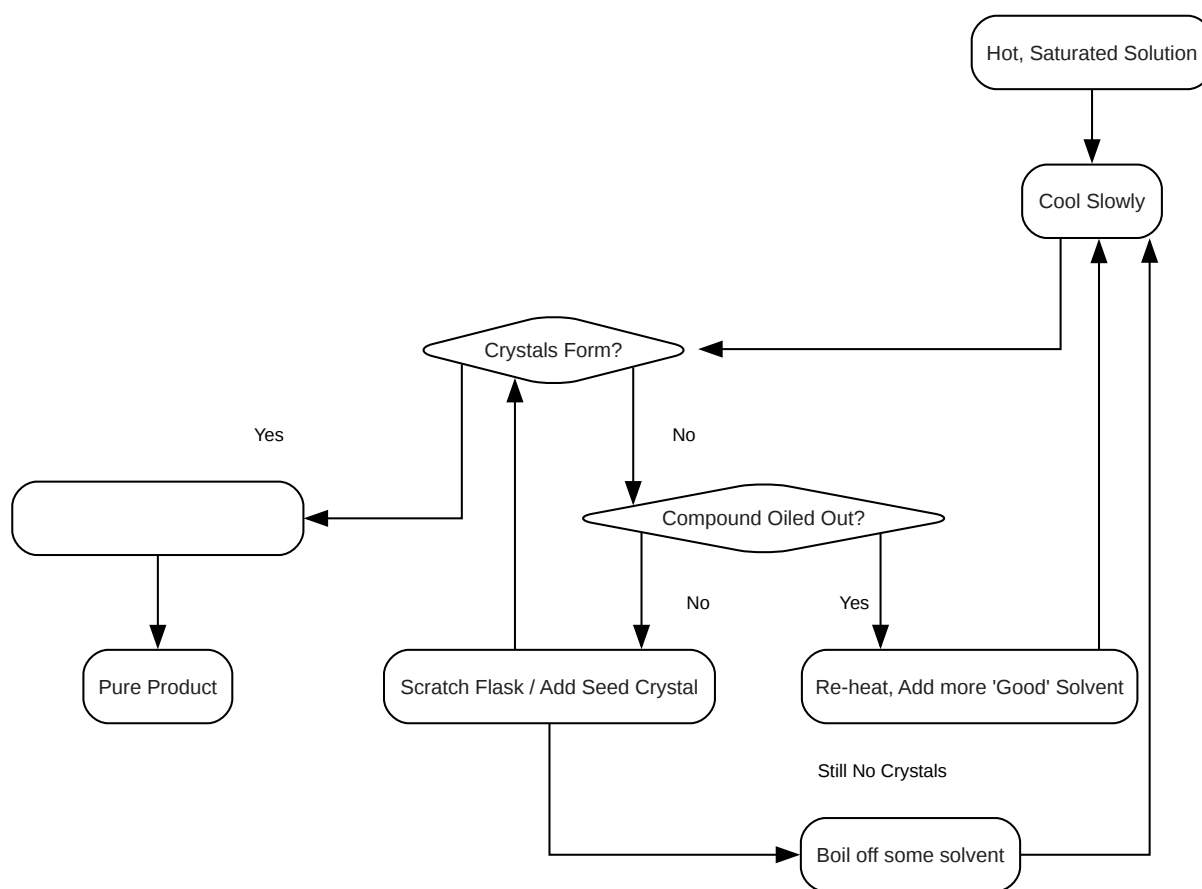 Hot, Saturated Solution
Cool Slowly
Crystals Form?
Yes
No
Compound Oiled Out?
No
Yes
Pure Product
Scratch Flask / Add Seed Crystal
Re-heat, Add more 'Good' Solvent
Still No Crystals
Boil off some solvent